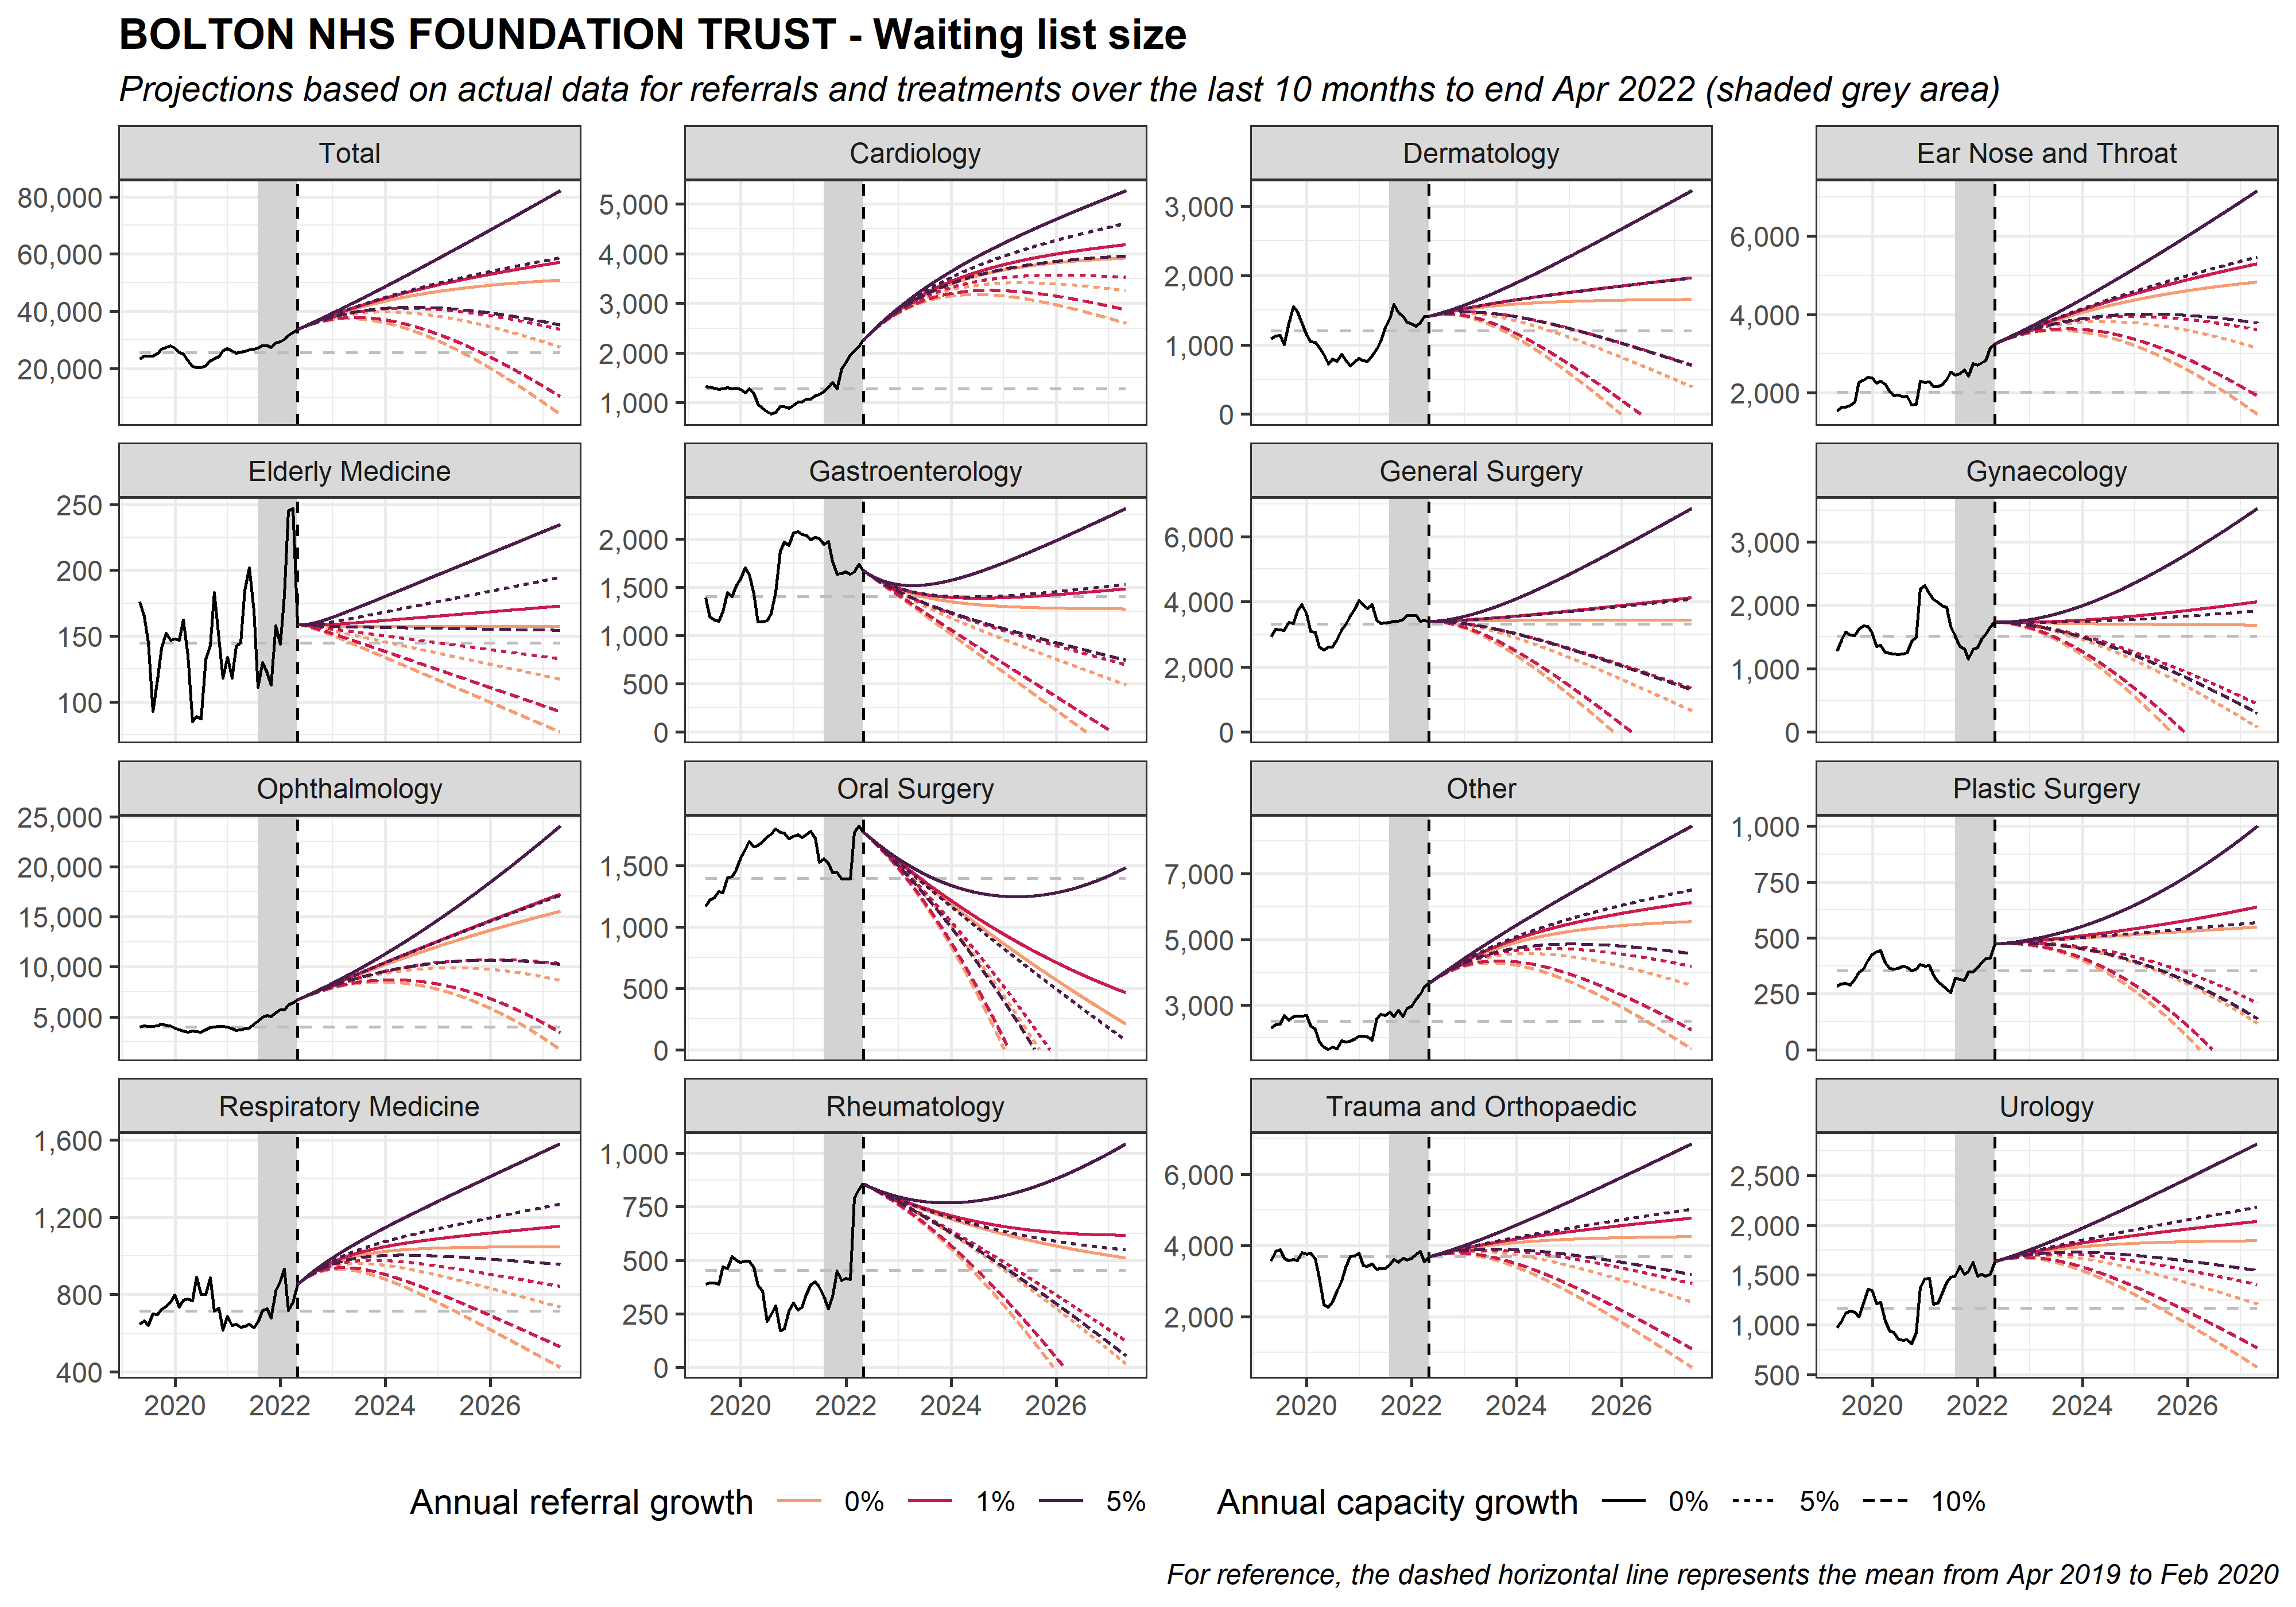 BOLTON NHS FOUNDATION TRUST - Waiting list size
Projections based on actual data for referrals and treatments over the last 10 months to end Apr 2022 (shaded grey area)
Total
80,000
60,000
40,000
20,000
Cardiology
5,000
4,000
3,000
2,000
1,000
Dermatology
3,000
2,000
1,000
0
Ear Nose and Throat
6,000
4,000
2,000
Elderly Medicine
250
200
150
100
Gastroenterology
2,000
1,500
1,000
500
0
General Surgery
6,000
4,000
2,000
0
Gynaecology
3,000
2,000
1,000
0
Ophthalmology
25,000
20,000
15,000
10,000
5,000
Oral Surgery
1,500
1,000
500
0
Other
7,000
5,000
3,000
Plastic Surgery
1,000
750
500
250
0
Respiratory Medicine
1,600
1,200
800
400
2020 2022 2024 2026
Rheumatology
1,000
750
500
250
0
2020 2022 2024 2026
Trauma and Orthopaedic
6,000
4,000
2,000
2020 2022 2024 2026
Urology
2,500
2,000
1,500
1,000
500
2020 2022 2024 2026
Annual referral growth 0% 1% 5%
Annual capacity growth 0% 5% 10%
For reference, the dashed horizontal line represents the mean from Apr 2019 to Feb 2020